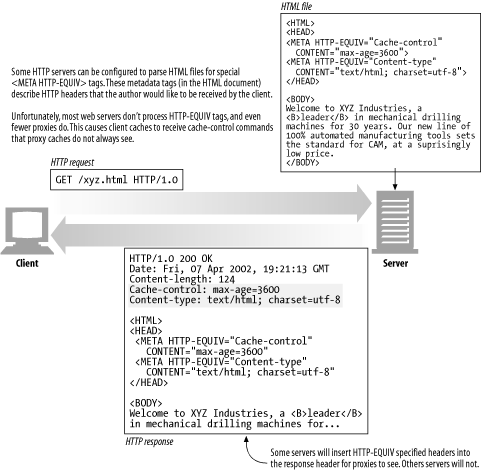 HTML file
<HTML>
<HEAD>
<META HTTP-EQUIV="Cache-control"
CONTENT="max-age=3600">
<META HTTP-EQUIV="Content-type"
CONTENT="text/html; charset=utf-8">
</HEAD>
<BODY>
Welcome to XYZ Industries, a
<B>leader</B> in mechanical drilling
machines for 30 years. Our new line of
100% automated manufacturing tools sets
the standard for CAM, at a suprisingly
low price.
</BODY>
Some HTTP servers can be configured to parse HTML files for special
<META HTTP-EQUIV> tags. These metadata tags (in the HTML document)
describe HTTP headers that the author would like to be received by the client.
Unfortunately, most web servers don't process HTTP-EQUIV tags, and even
fewer proxies do. This causes client caches to receive cache-control commands
that proxy caches do not always see.
HTTP request
GET /xyz.html HTTP/1.0
Client
Server
HTTP/1.0 200 OK
Date: Fri, 07 Apr 2002, 19:21:13 GMT
Content-length: 124
Cache-control: max-age=3600
Content-type: text/html; charset=utf-8
<HTML>
<HEAD>
<META HTTP-EQUIV="Cache-control"
CONTENT="max-age=3600"
<META HTTP-EQUIV="Content-type"
CONTENT="text/html; charset=utf-8"
</HEAD>
<BODY>
Welcome to XYZ Industries, a <B>leader</B>
in mechanical drilling machines for...
HTTP response
Some servers will insert HTTP-EQUIV specified headers into
the response header for proxies to see. Others servers will not.